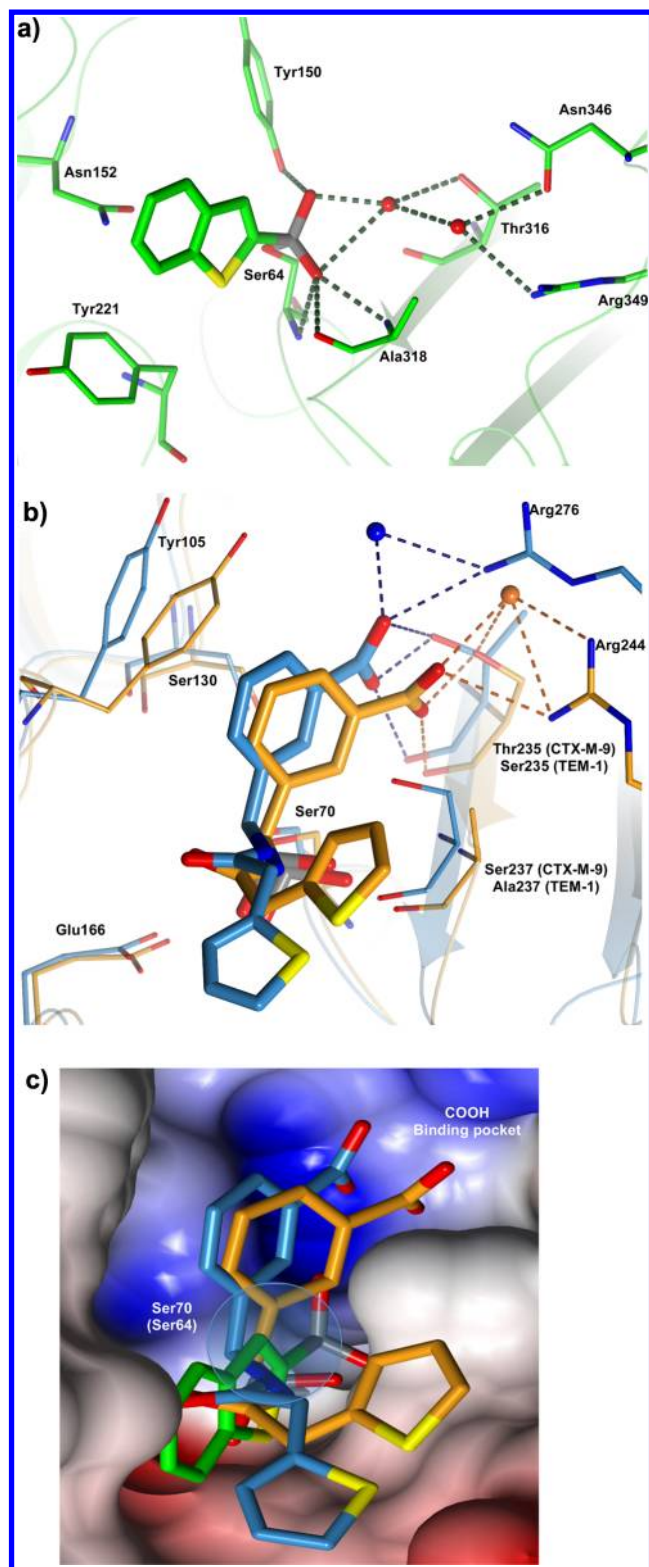 a)
Tyr150
Asn346
Asn152
Thr316
Ser64
Arg349
Tyr221
Ala318
b)
Arg276
Tyr105
Arg244
Ser130
Thr235 (CTX-M-9)
Ser235 (TEM-1)
Ser70
Ser237 (CTX-M-9)
Ala237 (TEM-1)
Glu166
c)
COOH
Binding pocket
Ser70
(Ser64)